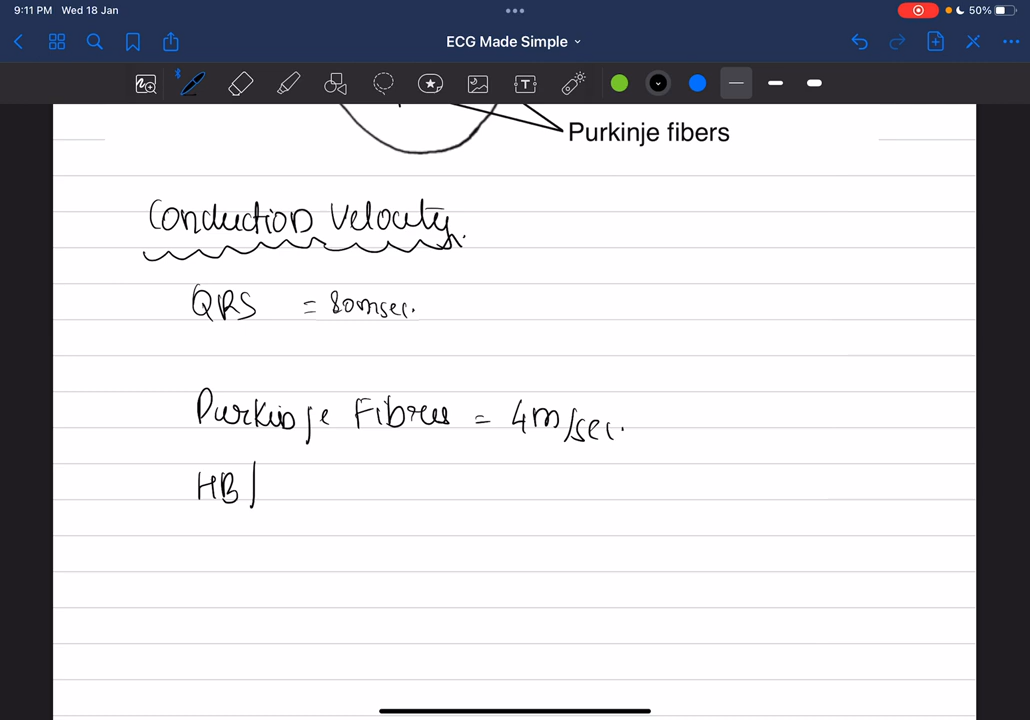 9:11 PM Wed 18 Jan
50%
ECG Made Simple
T
Purkinje fibers
Conduction Velocity.
QRS = 80msec.
Purkinje Fibres = 4m/sec.
HB